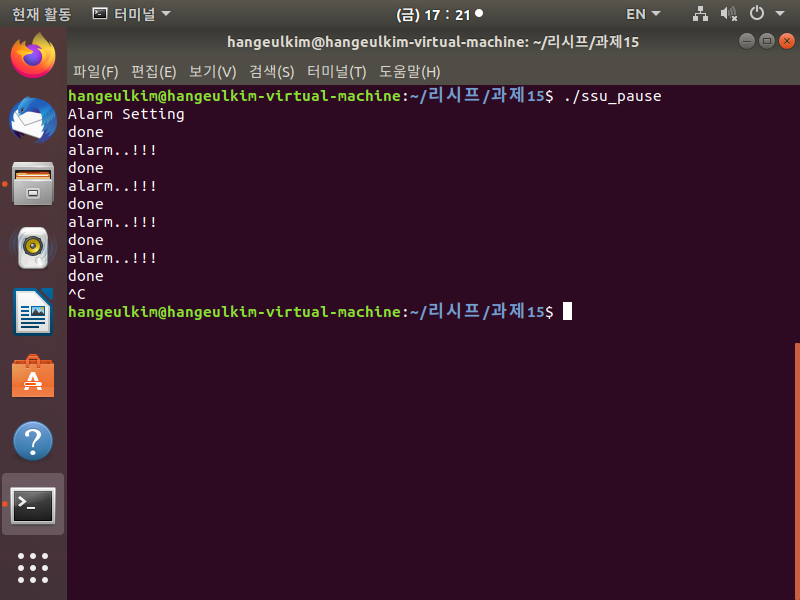 현재 활동 터미널 (금) 17 : 21 EN
hangeulkim@hangeulkim-virtual-machine: ~/리시프/과제15
파일(F) 편집(E) 보기(V) 검색(S) 터미널(T) 도움말(H)
hangeulkim@hangeulkim-virtual-machine:~/리시프/과제15$ ./ssu_pause
Alarm Setting
done
alarm..!!!
done
alarm..!!!
done
alarm..!!!
done
alarm..!!!
done
^C
hangeulkim@hangeulkim-virtual-machine:~/리시프/과제15$